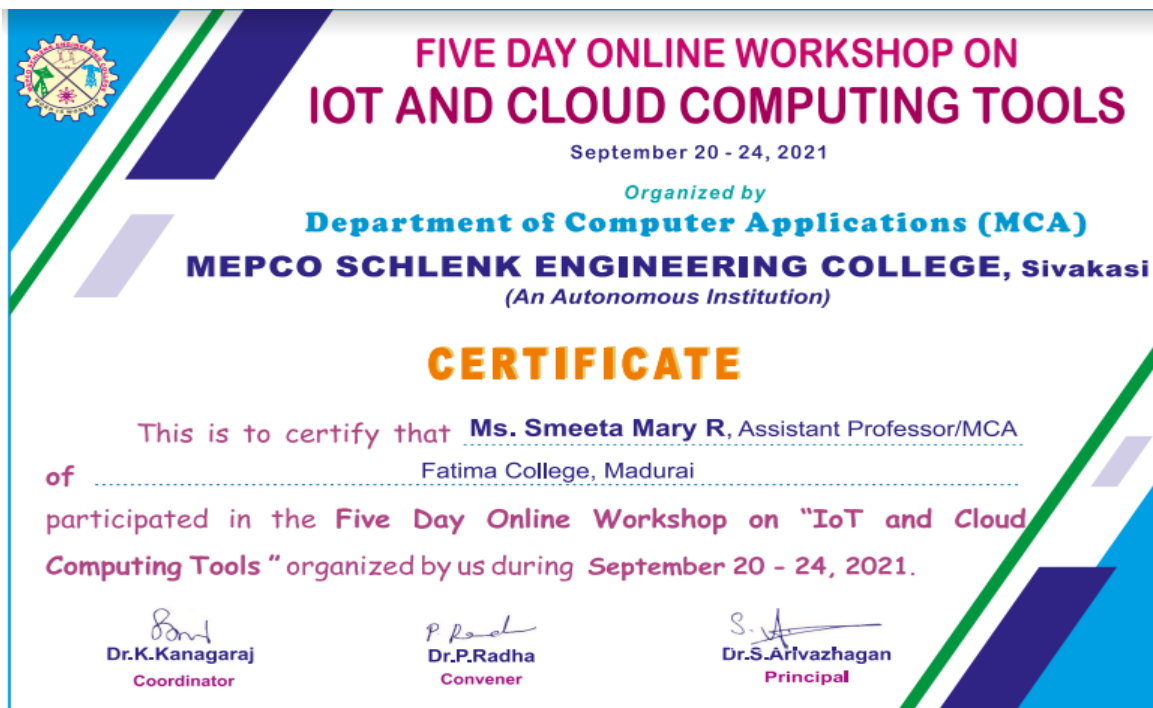 FIVE DAY ONLINE WORKSHOP ON
IOT AND CLOUD COMPUTING TOOLS
September 20 - 24, 2021
Organized by
Department of Computer Applications (MCA)
MEPCO SCHLENK ENGINEERING COLLEGE, Sivakasi
(An Autonomous Institution)
CERTIFICATE
This is to certify that Ms. Smeeta Mary R, Assistant Professor/MCA
of Fatima College, Madurai
participated in the Five Day Online Workshop on "IoT and Cloud
Computing Tools " organized by us during September 20 - 24, 2021.
Dr.K.Kanagaraj
Coordinator
P. Radha
Dr.P.Radha
Convener
Dr.S.Arivazhagan
Principal